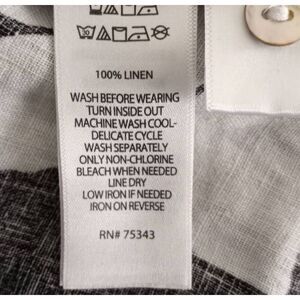 100% LINEN
WASH BEFORE WEARING
TURN INSIDE OUT
MACHINE WASH COOL-
DELICATE CYCLE
WASH SEPARATELY
ONLY NON-CHLORINE
BLEACH WHEN NEEDED
LINE DRY
LOW IRON IF NEEDED
IRON ON REVERSE
RN# 75343